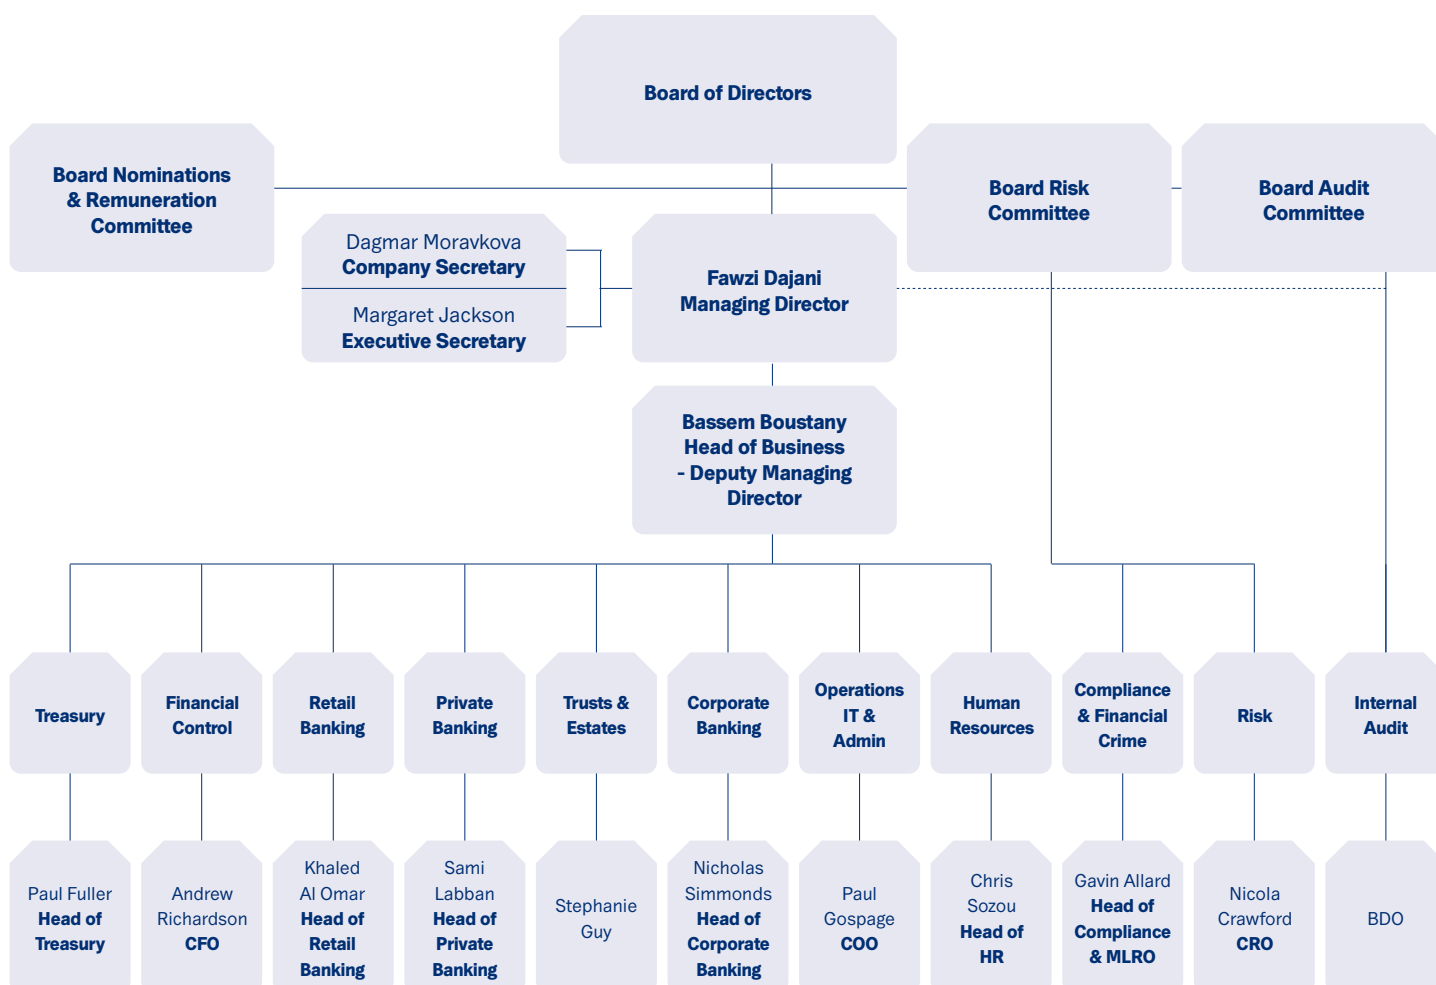 Board of Directors
Board Nominations
& Remuneration
Committee
Board Risk
Committee
Board Audit
Committee
Dagmar Moravkova
Company Secretary
Margaret Jackson
Executive Secretary
Fawzi Dajani
Managing Director
Bassem Boustany
Head of Business
- Deputy Managing
Director
Treasury
Financial
Control
Retail
Banking
Private
Banking
Trusts &
Estates
Corporate
Banking
Operations
IT &
Admin
Human
Resources
Compliance
& Financial
Crime
Risk
Internal
Audit
Paul Fuller
Head of
Treasury
Andrew
Richardson
CFO
Khaled
Al Omar
Head of
Retail
Banking
Sami
Labban
Head of
Private
Banking
Stephanie
Guy
Nicholas
Simmonds
Head of
Corporate
Banking
Paul
Gospage
COO
Chris
Sozou
Head of
HR
Gavin Allard
Head of
Compliance
& MLRO
Nicola
Crawford
CRO
BDO